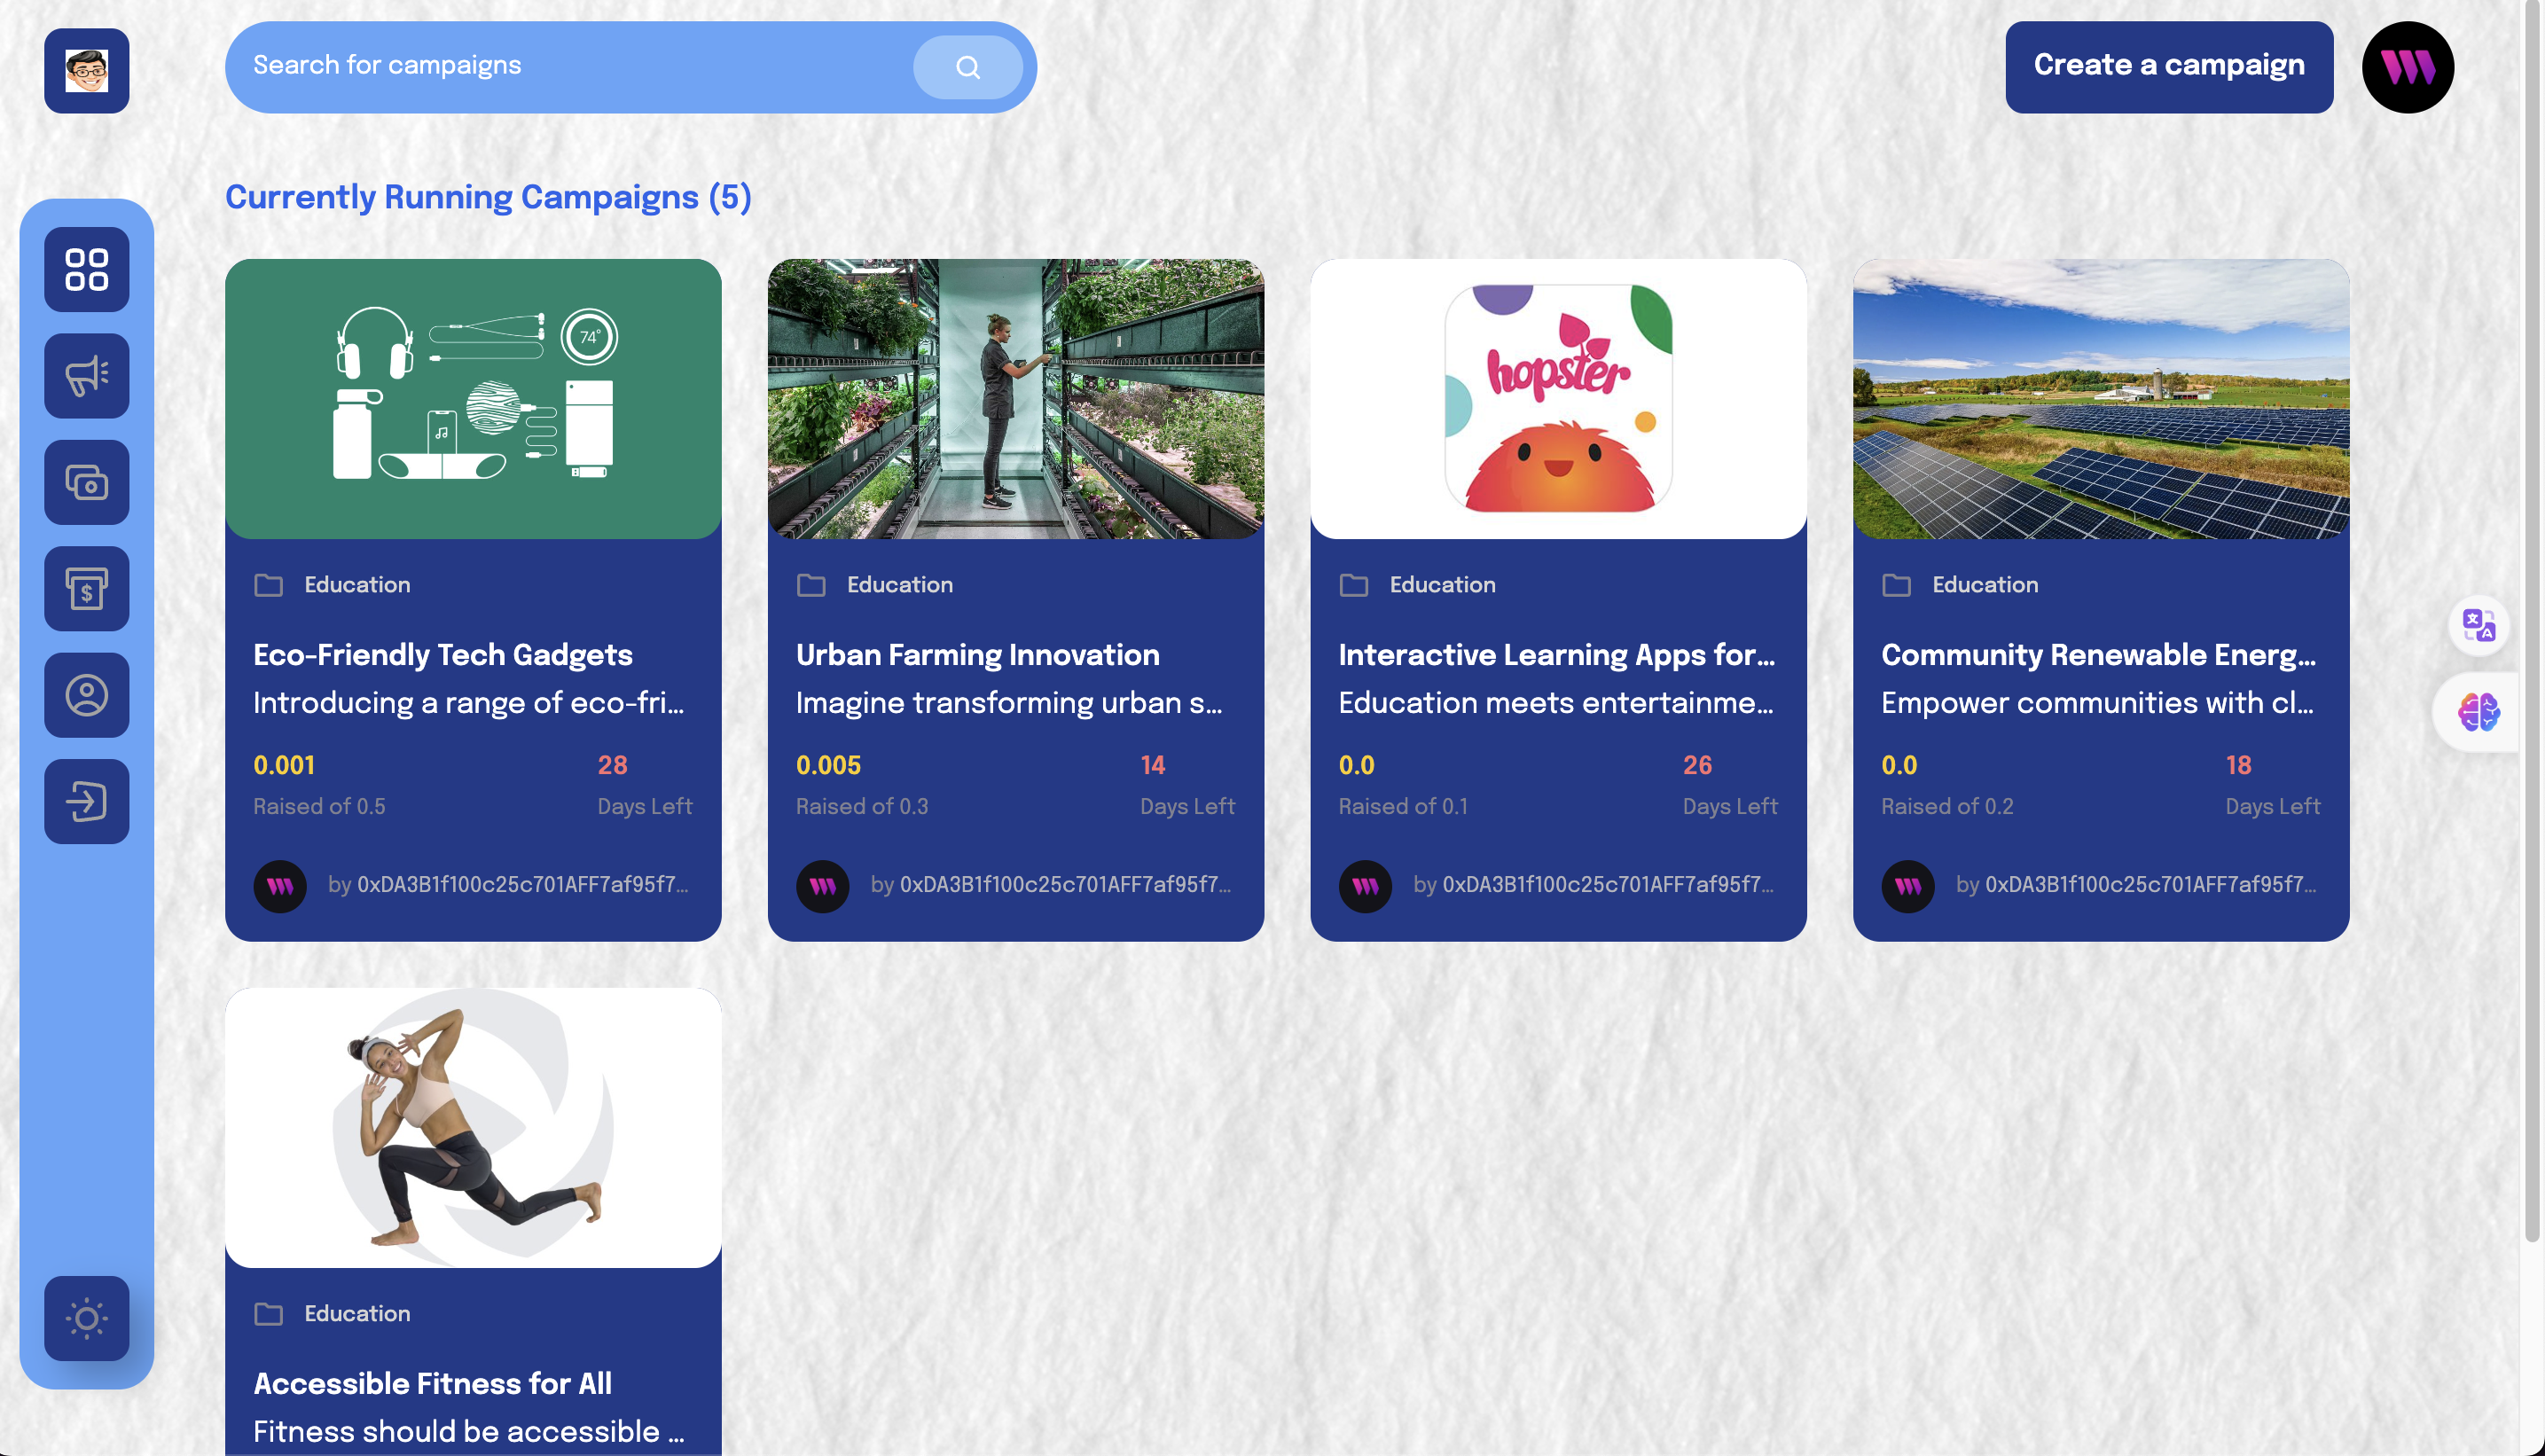 Search for campaigns
Create a campaign
Currently Running Campaigns (5)
74°
Education
Eco-Friendly Tech Gadgets
Introducing a range of eco-fri...
0.001
28
Raised of 0.5
Days Left
by 0xDA3B1f100c25c701AFF7af95f7...
Education
Urban Farming Innovation
Imagine transforming urban s...
0.005
14
Raised of 0.3
Days Left
by 0xDA3B1f100c25c701AFF7af95f7...
hopster
Education
Interactive Learning Apps for...
Education meets entertainme...
0.0
26
Raised of 0.1
Days Left
by 0xDA3B1f100c25c701AFF7af95f7...
Education
Community Renewable Energ...
Empower communities with cl...
0.0
18
Raised of 0.2
Days Left
by 0xDA3B1f100c25c701AFF7af95f7...
文
A
Education
Accessible Fitness for All
Fitness should be accessible ...